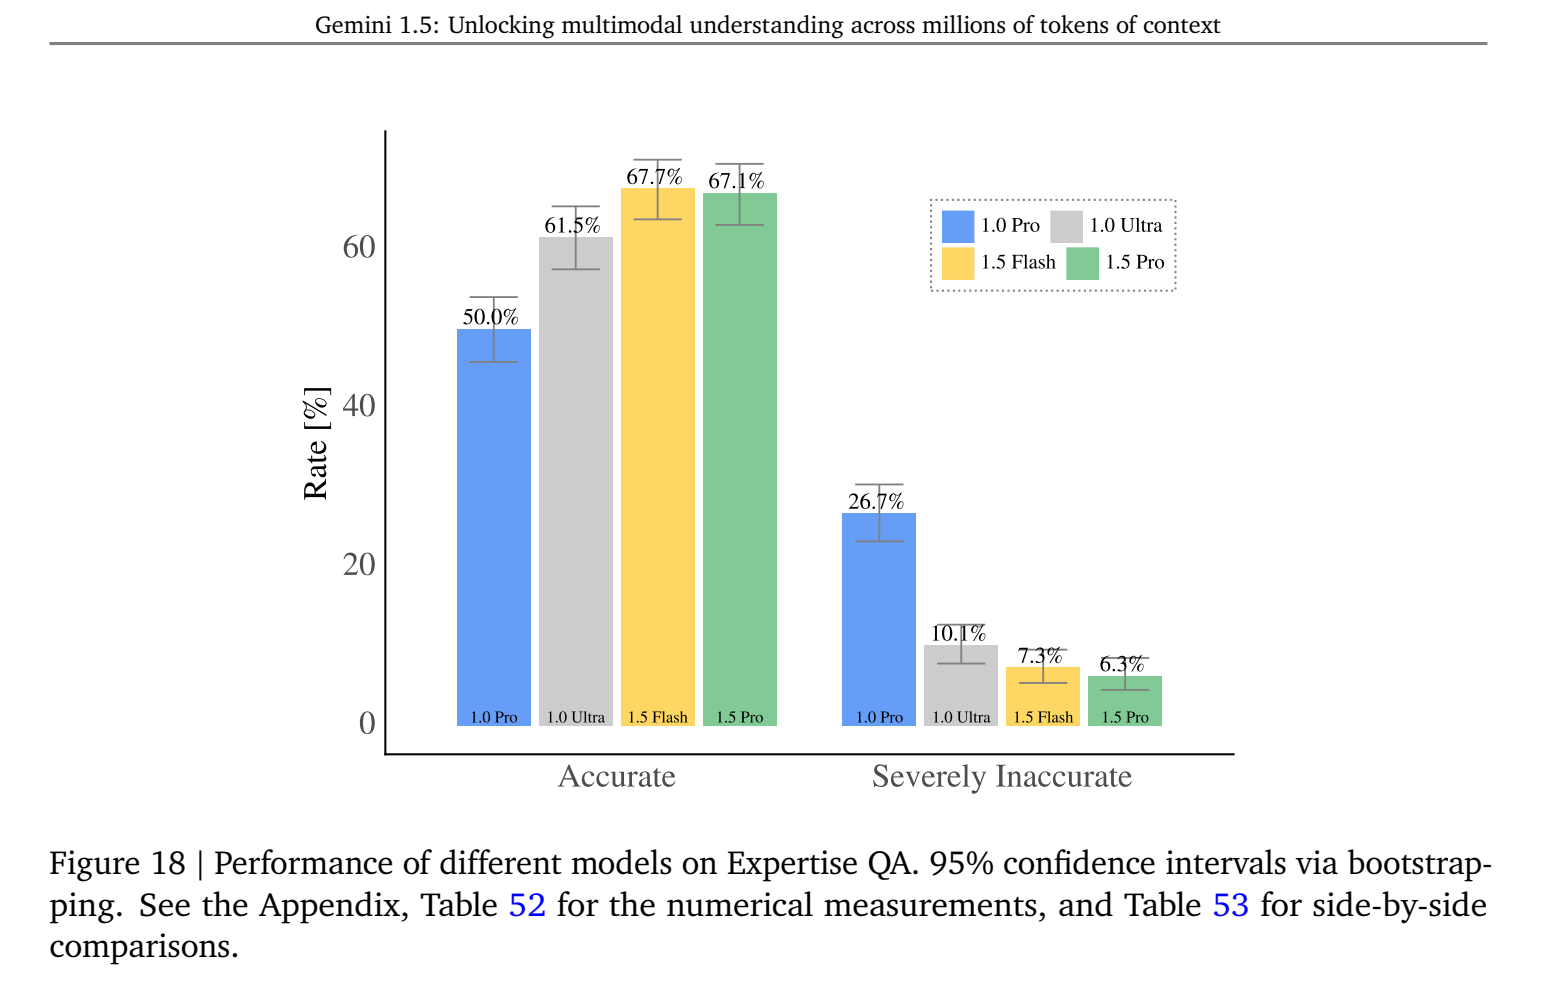 Gemini 1.5: Unlocking multimodal understanding across millions of tokens of context
67.7%
67.1%
61.5%
50.0%
60
40
20
0
Rate [%]
1.0 Pro
1.0 Ultra
1.5 Flash
1.5 Pro
26.7%
10.1%
7.3%
6.3%
1.0 Pro
1.0 Ultra
1.5 Flash
1.5 Pro
1.0 Pro
1.0 Ultra
1.5 Flash
1.5 Pro
Accurate
Severely Inaccurate
Figure 18 | Performance of different models on Expertise QA. 95% confidence intervals via bootstrap-
ping. See the Appendix, Table 52 for the numerical measurements, and Table 53 for side-by-side
comparisons.